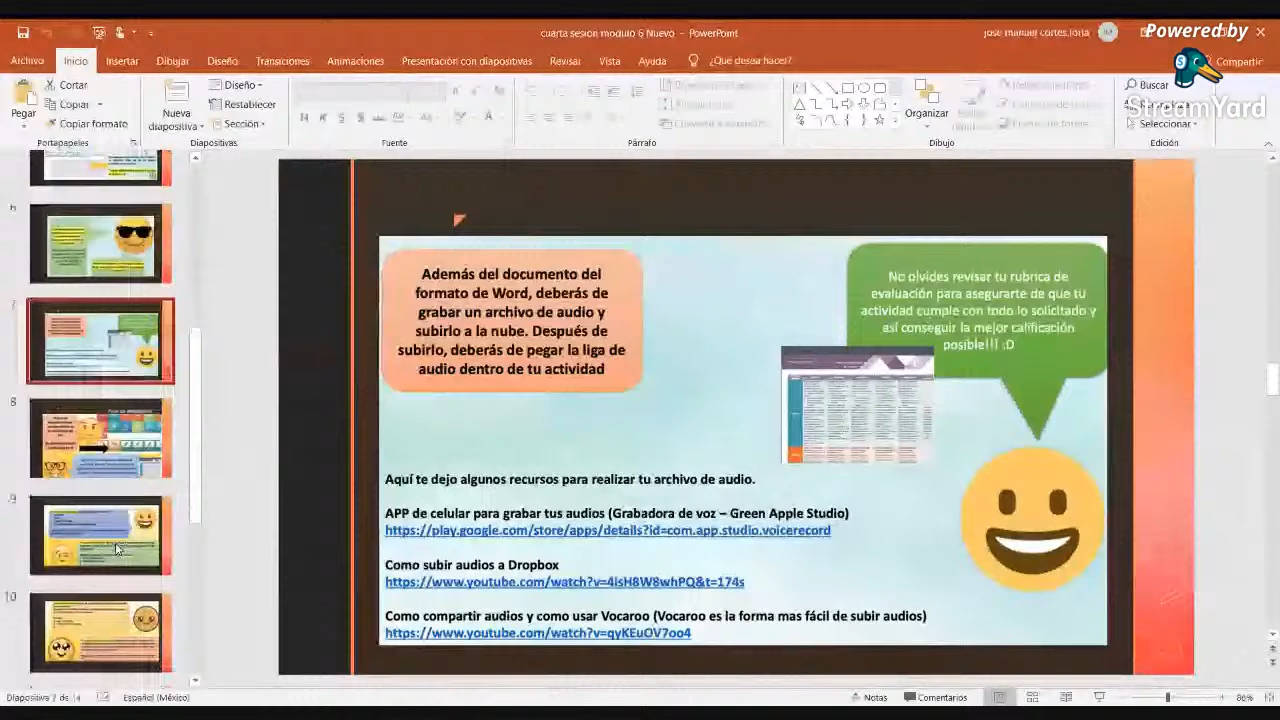 cuarta sesion modulo 6 Nuevo - PowerPoint
jose manuel cortes loria
Powered by
StreamYard
Archivo
Inicio
Insertar
Dibujar
Diseño
Transiciones
Animaciones
Presentación con diapositivas
Revisar
Vista
Ayuda
¿Qué desea hacer?
Compartir
Pegar
Cortar
Copiar
Copiar formato
Portapapeles
Nueva
diapositiva
Diseño
Restablecer
Sección
Diapositivas
Fuente
Párrafo
Organizar
Dibujo
Buscar
Seleccionar
Edición
7
8
9
10
Además del documento del
formato de Word, deberás de
grabar un archivo de audio y
subirlo a la nube. Después de
subirlo, deberás de pegar la liga de
audio dentro de tu actividad
No olvides revisar tu rubrica de
evaluación para asegurarte de que tu
actividad cumple con todo lo solicitado y
así conseguir la mejor calificación
posible!!! :D
Aquí te dejo algunos recursos para realizar tu archivo de audio.
APP de celular para grabar tus audios (Grabadora de voz – Green Apple Studio)
https://play.google.com/store/apps/details?id=com.app.studio.voicerecord
Como subir audios a Dropbox
https://www.youtube.com/watch?v=4isH8W8whPQ&t=174s
Como compartir audios y como usar Vocaroo (Vocaroo es la forma mas fácil de subir audios)
https://www.youtube.com/watch?v=qyKEuOV7oo4
Diapositiva 7 de 14
Español (México)
Notas
Comentarios
86%